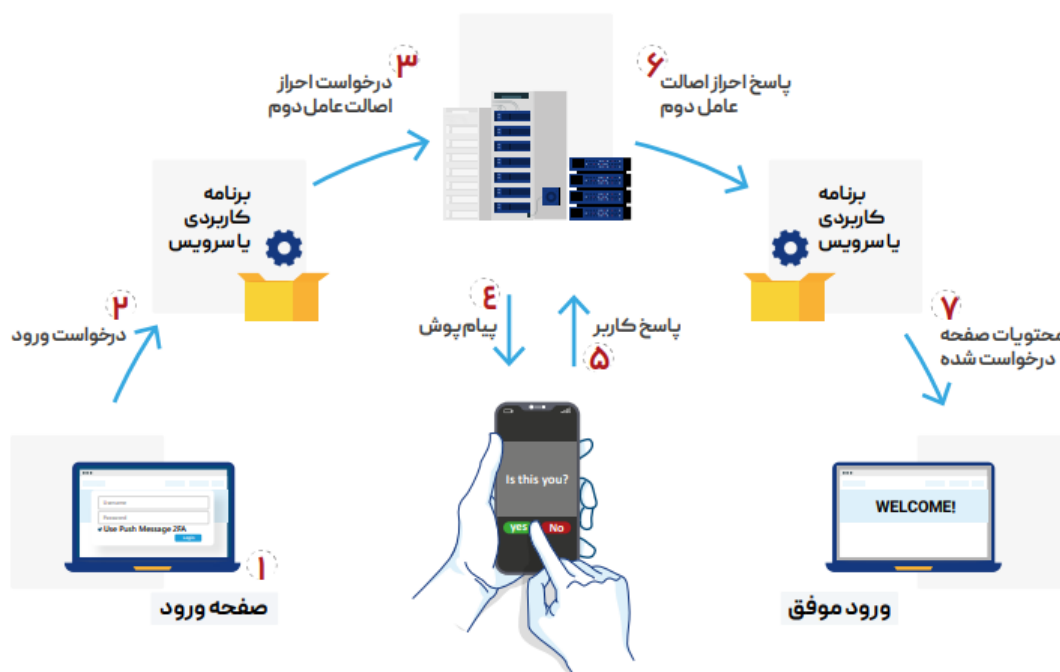 ۱
صفحه ورود
Username
Password
Use Push Message 2FA
Login
۲
درخواست ورود
برنامه
کاربردی
یا سرویس
۳
درخواست احراز
اصالت عامل دوم
٤
پیام پوش
Is this you?
yes
No
۵
پاسخ کاربر
۶
پاسخ احراز اصالت
عامل دوم
برنامه
کاربردی
یا سرویس
۷
محتویات صفحه
درخواست شده
WELCOME!
ورود موفق